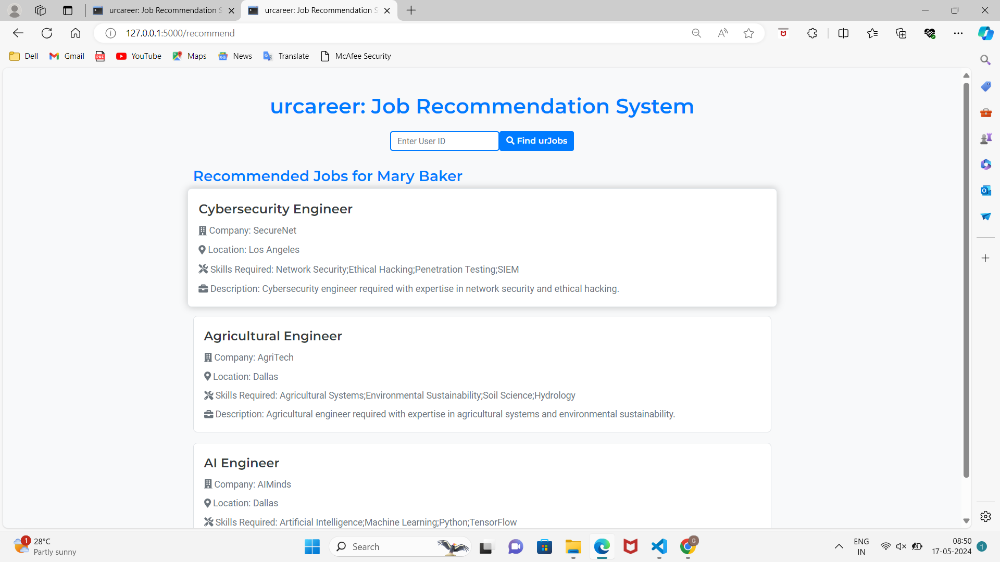 urcareer: Job Recommendation S
urcareer: Job Recommendation S
127.0.0.1:5000/recommend
Dell
Gmail
PDF
YouTube
Maps
News
Translate
McAfee Security
urcareer: Job Recommendation System
Enter User ID
Find urJobs
Recommended Jobs for Mary Baker
Cybersecurity Engineer
Company: SecureNet
Location: Los Angeles
Skills Required: Network Security;Ethical Hacking;Penetration Testing;SIEM
Description: Cybersecurity engineer required with expertise in network security and ethical hacking.
Agricultural Engineer
Company: AgriTech
Location: Dallas
Skills Required: Agricultural Systems;Environmental Sustainability;Soil Science;Hydrology
Description: Agricultural engineer required with expertise in agricultural systems and environmental sustainability.
AI Engineer
Company: AIMinds
Location: Dallas
Skills Required: Artificial Intelligence;Machine Learning;Python;TensorFlow
1
28°C
Partly sunny
Search
G
ENG
IN
08:50
17-05-2024
1